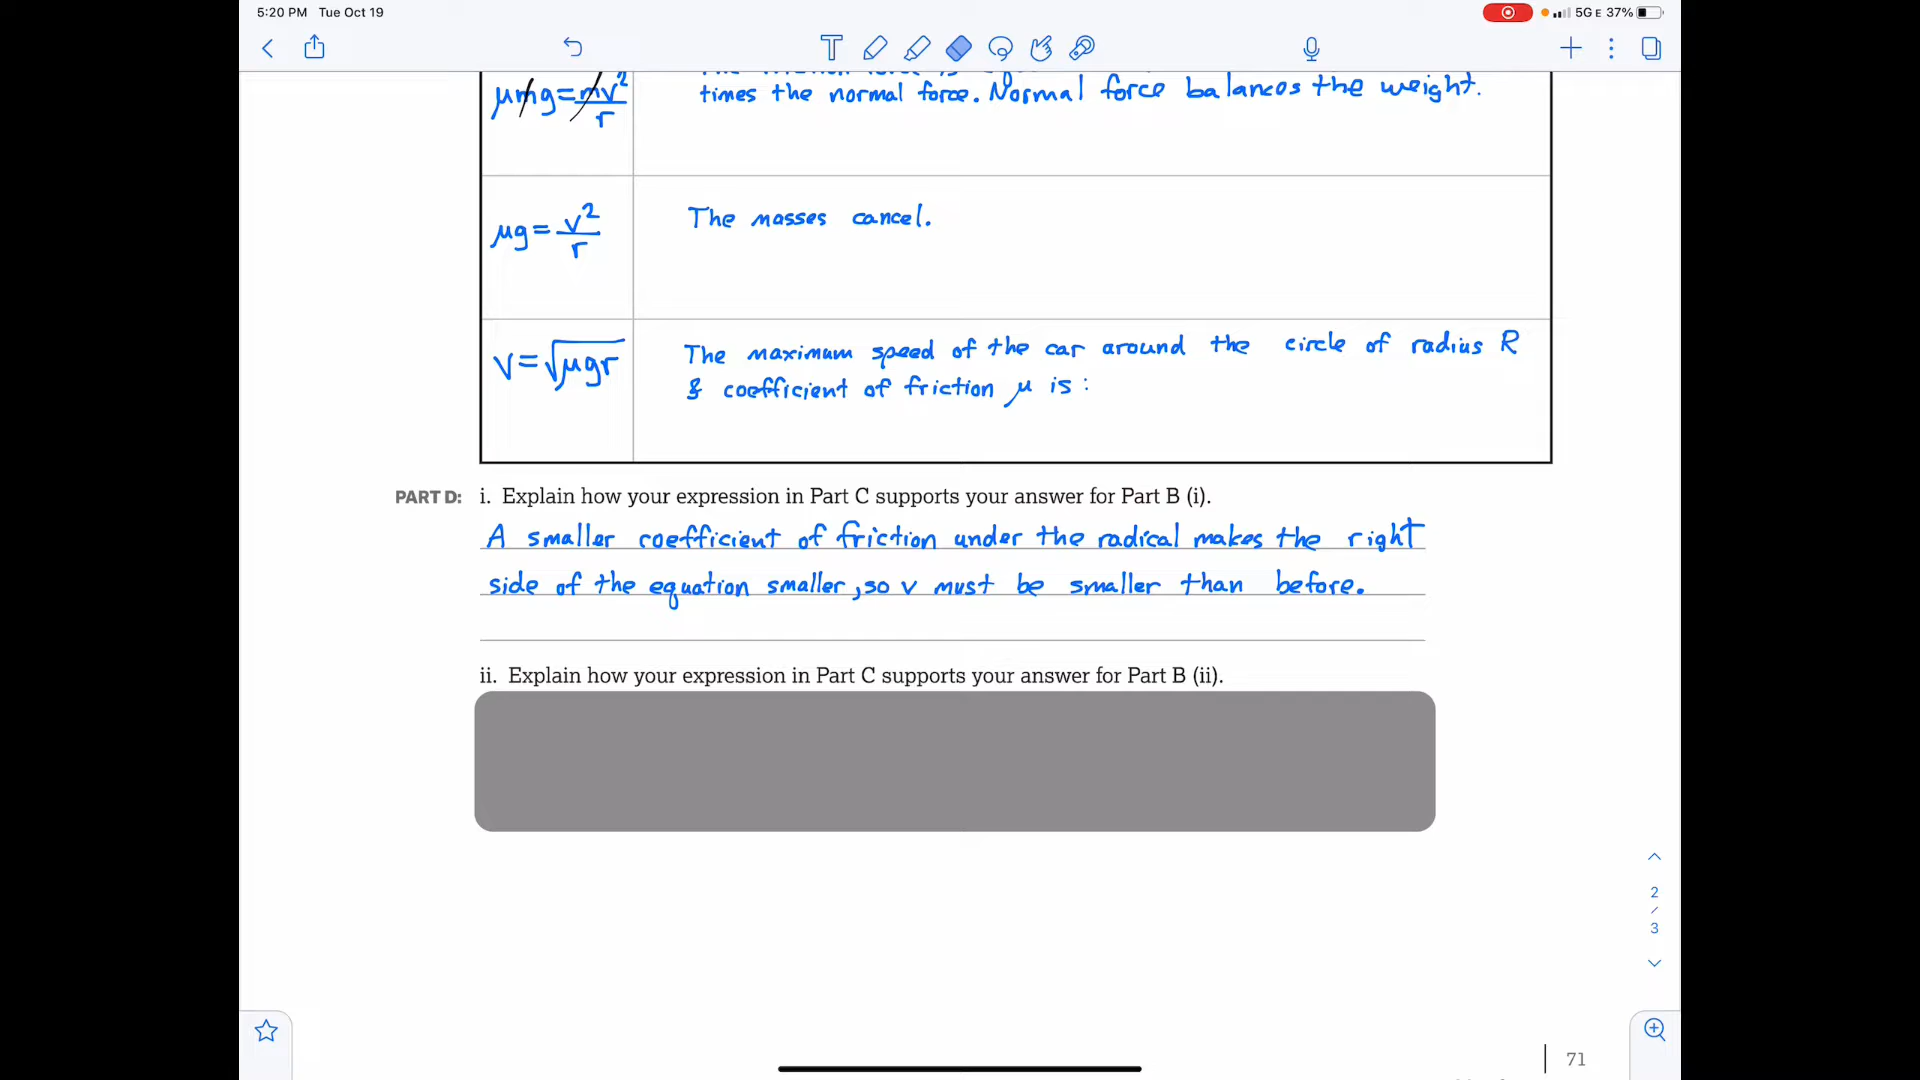 5:20 PM Tue Oct 19
5G E 37%
μmg = mv²/r
times the normal force. Normal force balances the weight.
μg = v²/r
The masses cancel.
v = √μgr
The maximum speed of the car around the circle of radius R
& coefficient of friction μ is:
PART D: i. Explain how your expression in Part C supports your answer for Part B (i).
A smaller coefficient of friction under the radical makes the right
side of the equation smaller, so v must be smaller than before.
ii. Explain how your expression in Part C supports your answer for Part B (ii).
2
/
3
71